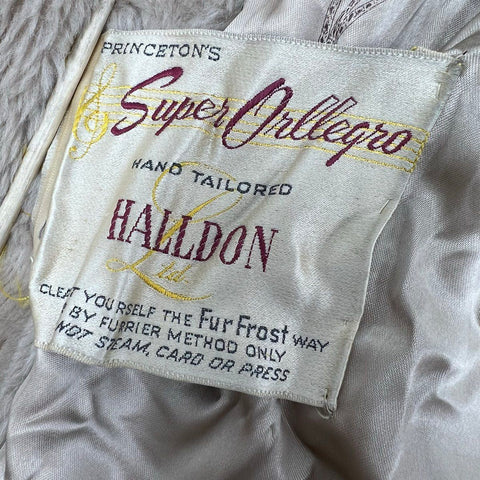 PRINCETON'S
Super Orllegro
HAND TAILORED
HALLDON
Ltd.
YOURSELF THE Fur Frost WAY
BY FURRIER METHOD ONLY
NOT STEAM, CARD OR PRESS